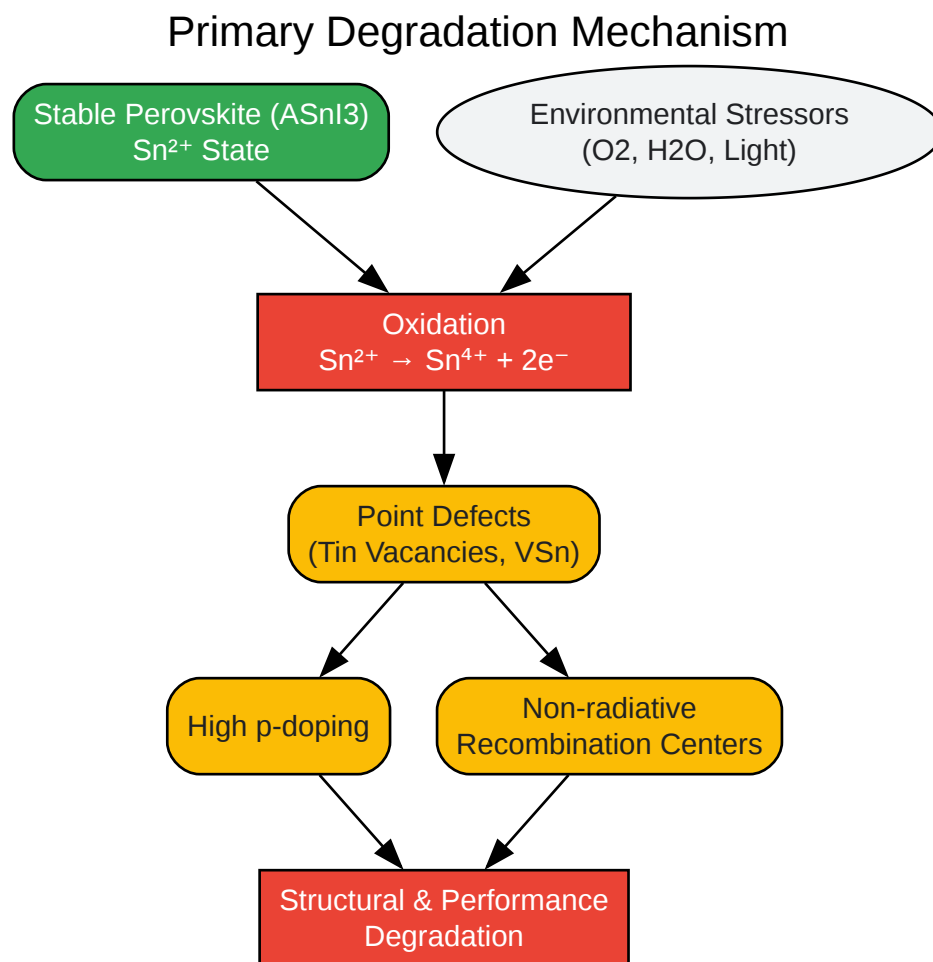 Primary Degradation Mechanism
Stable Perovskite (ASnI3)
Sn²⁺ State
Environmental Stressors
(O2, H2O, Light)
Oxidation
Sn²⁺ → Sn⁴⁺ + 2e⁻
Point Defects
(Tin Vacancies, VSn)
High p-doping
Non-radiative
Recombination Centers
Structural & Performance
Degradation